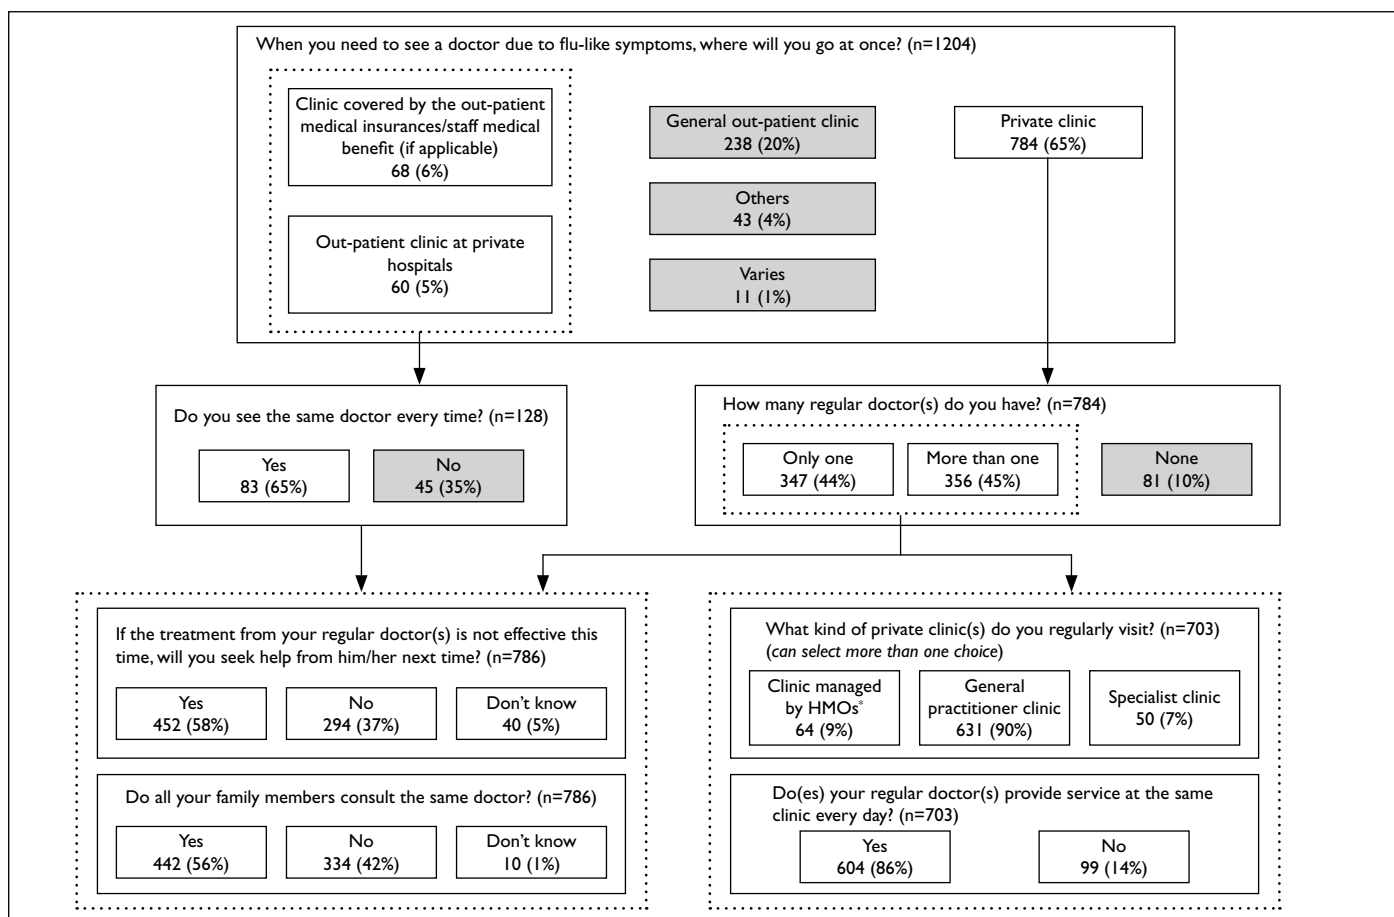 When you need to see a doctor due to flu-like symptoms, where will you go at once? (n=1204)
Clinic covered by the out-patient
medical insurances/staff medical
benefit (if applicable)
68 (6%)
Out-patient clinic at private
hospitals
60 (5%)
General out-patient clinic
238 (20%)
Others
43 (4%)
Varies
11 (1%)
Private clinic
784 (65%)
Do you see the same doctor every time? (n=128)
Yes
83 (65%)
No
45 (35%)
How many regular doctor(s) do you have? (n=784)
Only one
347 (44%)
More than one
356 (45%)
None
81 (10%)
If the treatment from your regular doctor(s) is not effective this
time, will you seek help from him/her next time? (n=786)
Yes
452 (58%)
No
294 (37%)
Don't know
40 (5%)
Do all your family members consult the same doctor? (n=786)
Yes
442 (56%)
No
334 (42%)
Don't know
10 (1%)
What kind of private clinic(s) do you regularly visit? (n=703)
(can select more than one choice)
Clinic managed
by HMOs*
64 (9%)
General
practitioner clinic
631 (90%)
Specialist clinic
50 (7%)
Do(es) your regular doctor(s) provide service at the same
clinic every day? (n=703)
Yes
604 (86%)
No
99 (14%)